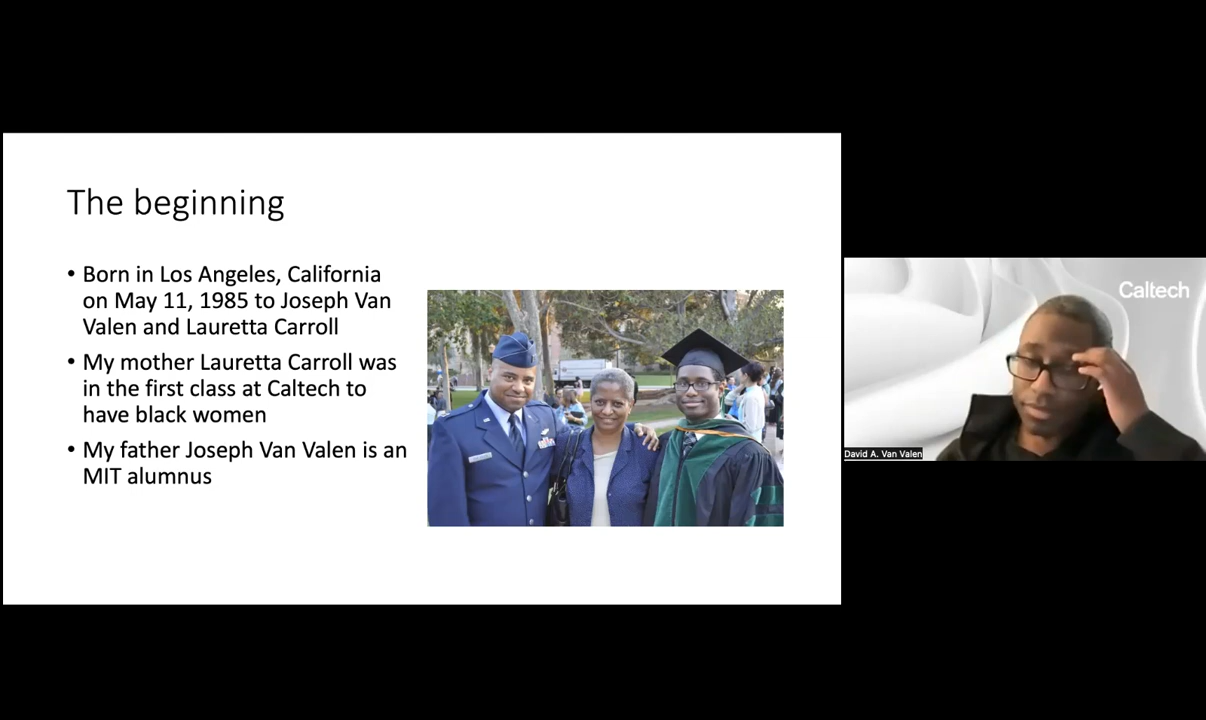 The beginning
• Born in Los Angeles, California
on May 11, 1985 to Joseph Van
Valen and Lauretta Carroll
• My mother Lauretta Carroll was
in the first class at Caltech to
have black women
• My father Joseph Van Valen is an
MIT alumnus
Caltech
David A. Van Valen